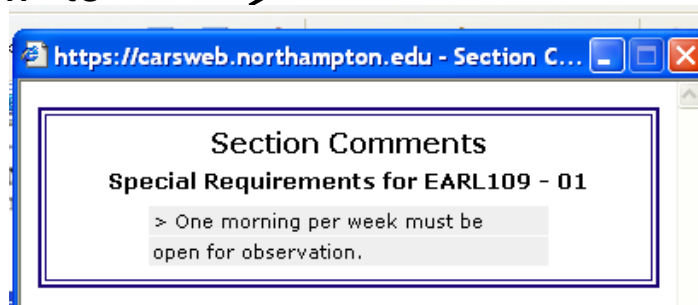 https://carsweb.northampton.edu - Section C...
Section Comments
Special Requirements for EARL109 - 01
> One morning per week must be
open for observation.